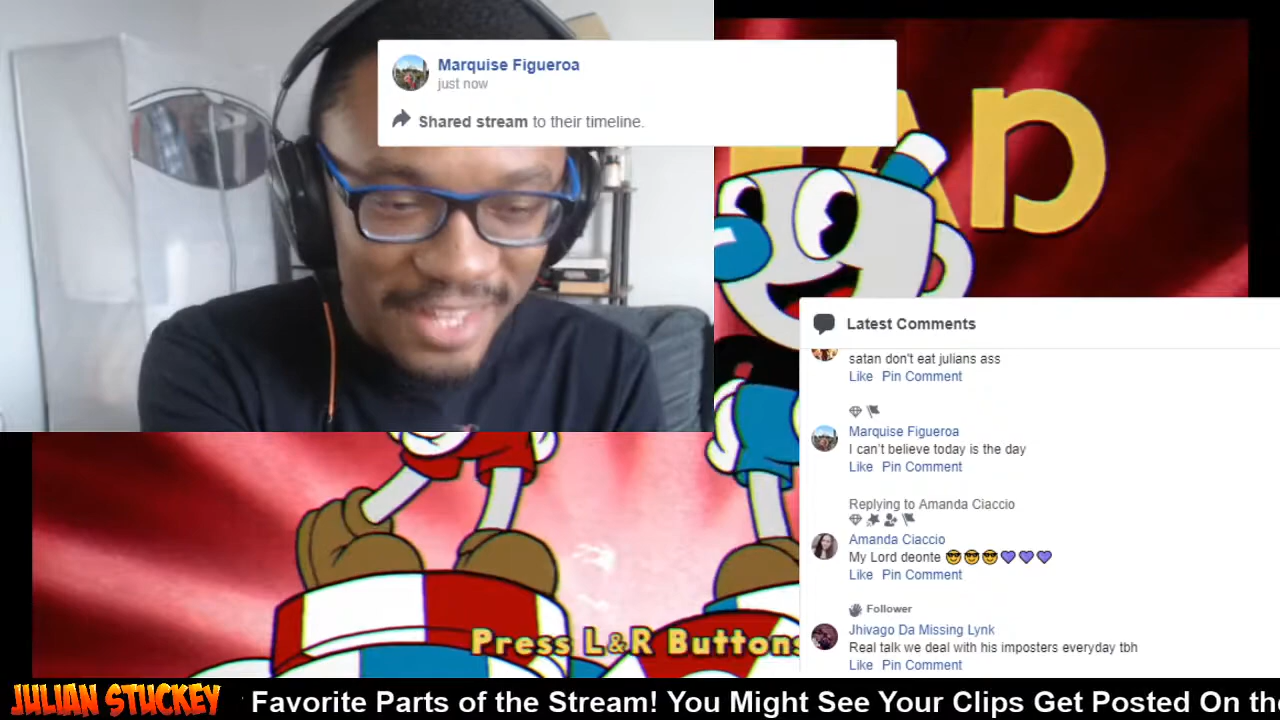 Marquise Figueroa
just now
Shared stream to their timeline.
Latest Comments
satan don't eat julians ass
Like Pin Comment
Marquise Figueroa
I can't believe today is the day
Like Pin Comment
Replying to Amanda Ciaccio
Amanda Ciaccio
My Lord deonte 😎😎😎💜💜💜
Like Pin Comment
Follower
Jhivago Da Missing Lynk
Real talk we deal with his imposters everyday tbh
Like Pin Comment
Press L&R Buttons
JULIAN STUCKEY
Favorite Parts of the Stream! You Might See Your Clips Get Posted On the